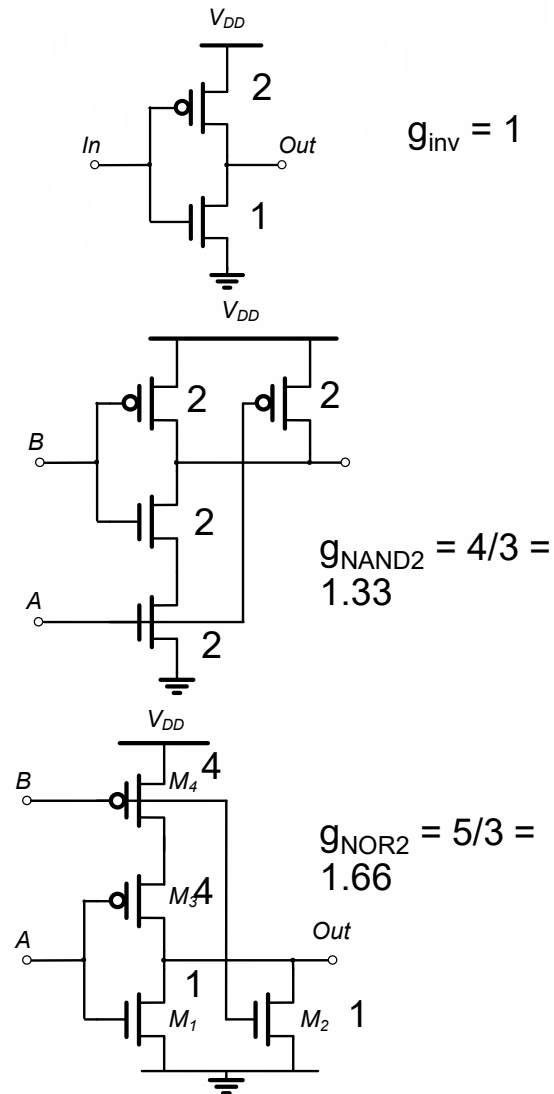 V_DD
2
In
Out
g_inv = 1
1
V_DD
2
2
B
2
g_NAND2 = 4/3 =
1.33
A
2
V_DD
4
B
M_4
g_NOR2 = 5/3 =
1.66
M_3 4
A
Out
1
M_1
M_2 1